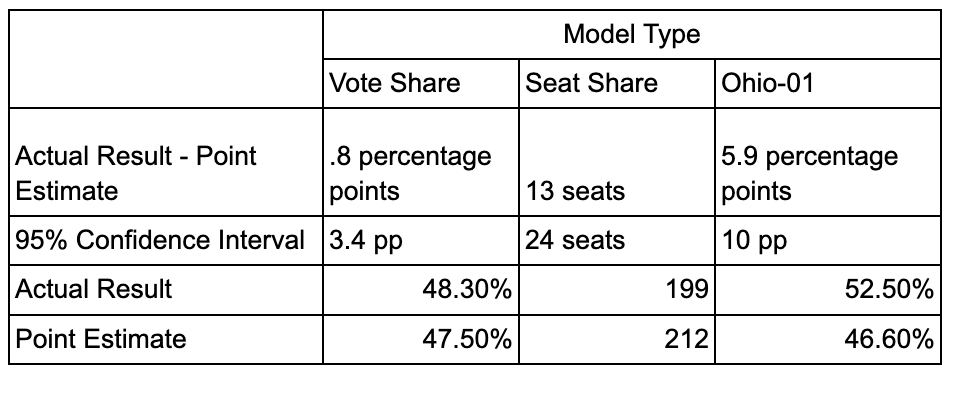 Model Type
Vote Share Seat Share Ohio-01
Actual Result - Point Estimate .8 percentage points 13 seats 5.9 percentage points
95% Confidence Interval 3.4 pp 24 seats 10 pp
Actual Result 48.30% 199 52.50%
Point Estimate 47.50% 212 46.60%